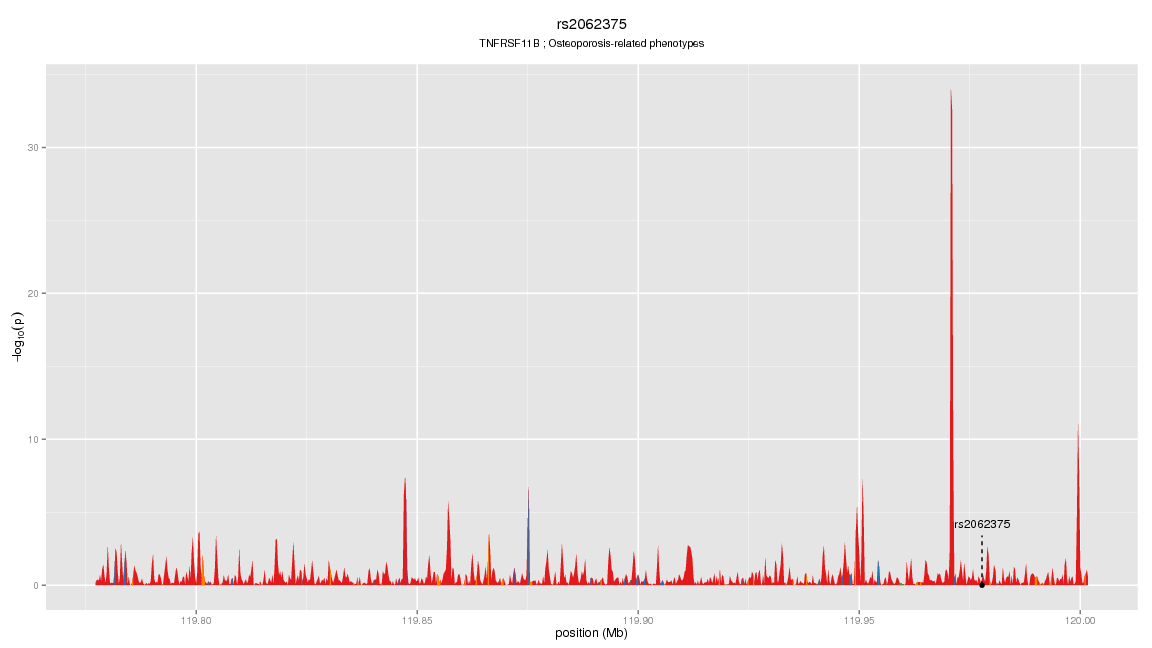 rs2062375
TNFRSF11B ; Osteoporosis-related phenotypes
30
20
10
0
−log10(p)
rs2062375
119.80 119.85 119.90 119.95 120.00
position (Mb)